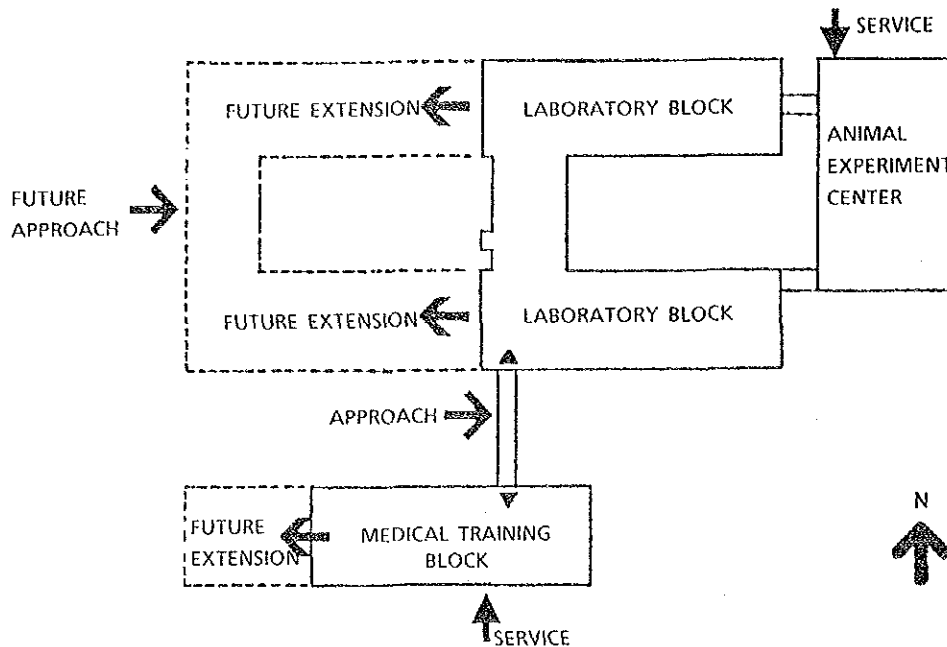 SERVICE
FUTURE EXTENSION
LABORATORY BLOCK
ANIMAL
EXPERIMENT
CENTER
FUTURE
APPROACH
FUTURE EXTENSION
LABORATORY BLOCK
APPROACH
N
FUTURE
EXTENSION
MEDICAL TRAINING
BLOCK
SERVICE